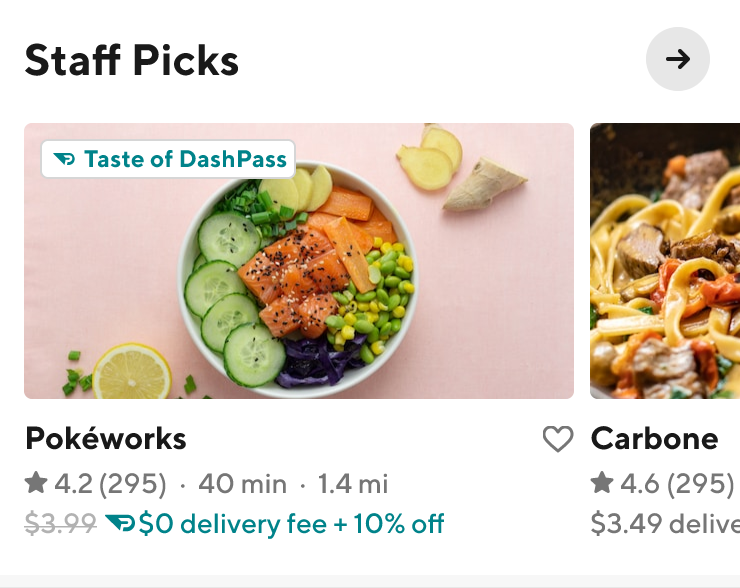 Staff Picks
Taste of DashPass
Pokéworks
4.2 (295) · 40 min · 1.4 mi
$3.99 $0 delivery fee + 10% off
Carbone
4.6 (295)
$3.49